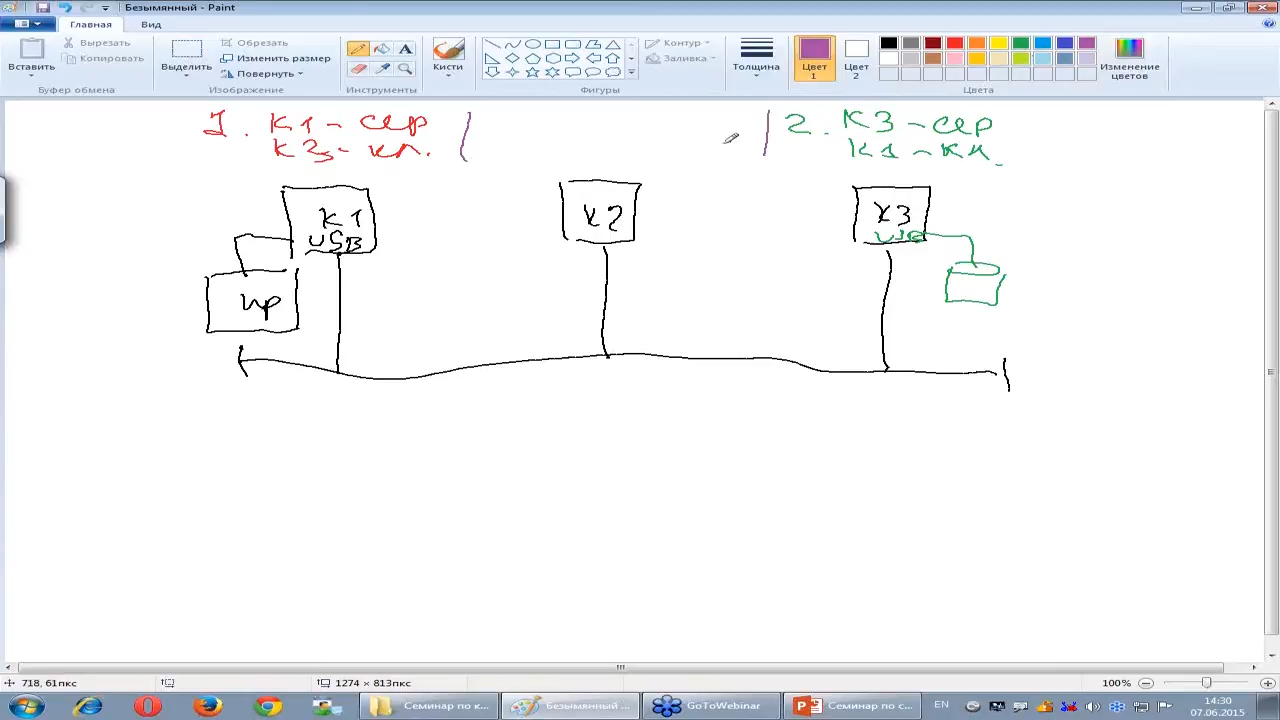 Безымянный - Paint
Главная
Вид
Вставить
Вырезать
Копировать
Буфер обмена
Выделить
Обрезать
Изменить размер
Повернуть
Изображение
Инструменты
Кисти
Контур
Заливка
Фигуры
Толщина
Цвет
1
Цвет
2
Изменение
цветов
Цвета
1. К1 - сер
К3 - кл.
2. К3 - сер
К1 - кл.
К1
USB
К2
К3
USB
пр
718, 61пкс
1274 × 813пкс
100%
Семинар по к...
Безымянный -...
GoToWebinar
Семинар по с...
EN
14:30
07.06.2015